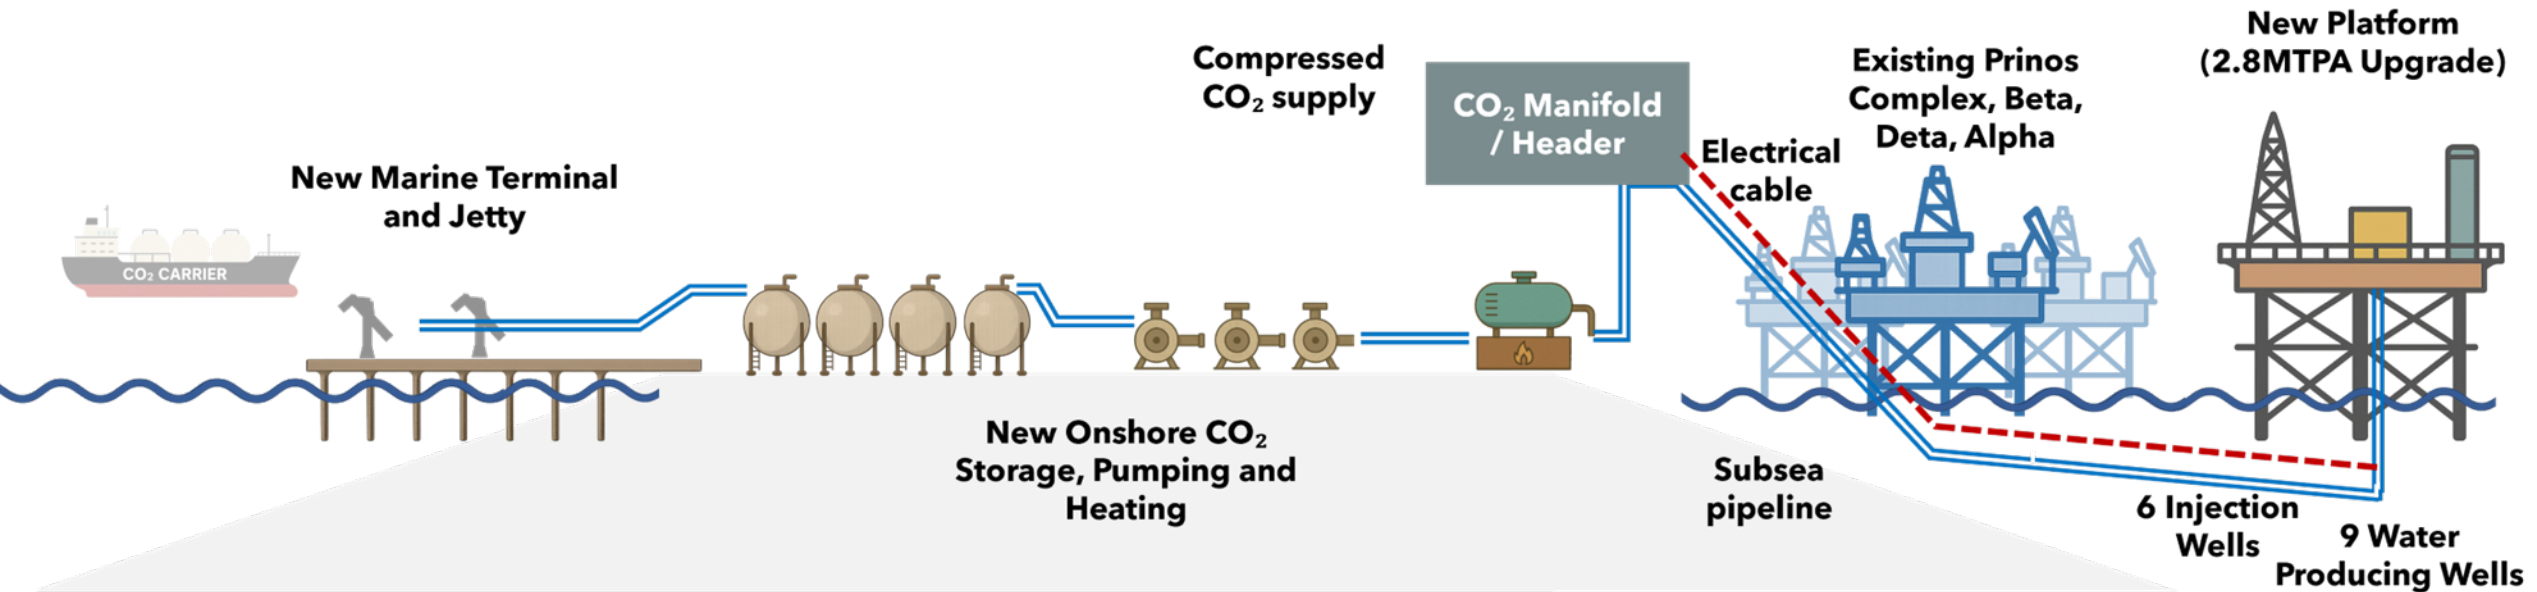 New Platform
(2.8MTPA Upgrade)
Compressed
CO₂ supply
CO₂ Manifold
/ Header
Existing Prinos
Complex, Beta,
Deta, Alpha
Electrical
cable
New Marine Terminal
and Jetty
CO₂ CARRIER
New Onshore CO₂
Storage, Pumping and
Heating
Subsea
pipeline
6 Injection
Wells
9 Water
Producing Wells